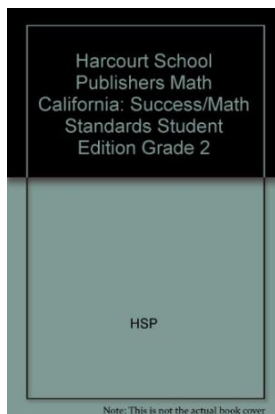 Harcourt School
Publishers Math
California: Success/Math
Standards Student
Edition Grade 2
HSP
Note: This is not the actual book cover